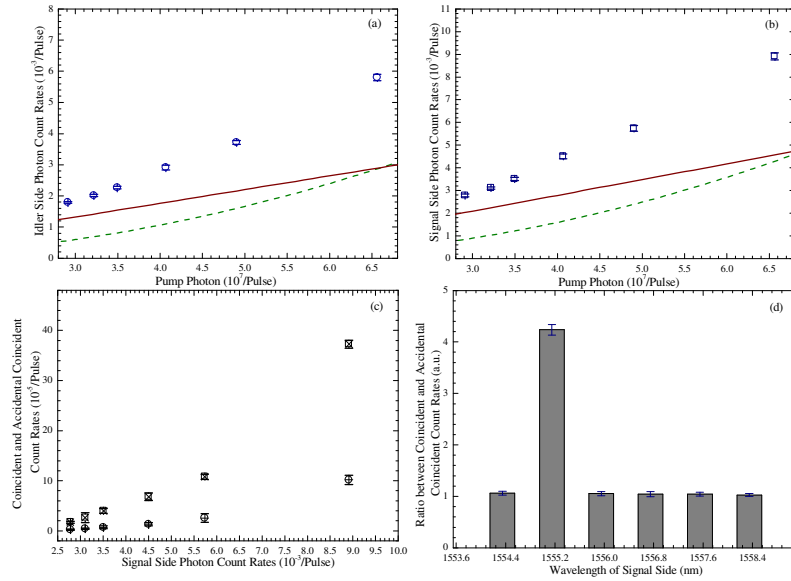 (a)
Idler Side Photon Count Rates (10⁻³/Pulse)
8
7
6
5
4
3
2
1
0
3.0 3.5 4.0 4.5 5.0 5.5 6.0 6.5
Pump Photon (10⁷/Pulse)
(b)
Signal Side Photon Count Rates (10⁻³/Pulse)
11
10
9
8
7
6
5
4
3
2
1
0
3.0 3.5 4.0 4.5 5.0 5.5 6.0 6.5
Pump Photon (10⁷/Pulse)
(c)
Coincident and Accidental Coincident
Count Rates (10⁻⁵/Pulse)
40
30
20
10
0
2.5 3.0 3.5 4.0 4.5 5.0 5.5 6.0 6.5 7.0 7.5 8.0 8.5 9.0 9.5 10.0
Signal Side Photon Count Rates (10⁻³/Pulse)
(d)
Ratio between Coincident and Accidental
Coincident Count Rates (a.u.)
5
4
3
2
1
0
1553.6 1554.4 1555.2 1556.0 1556.8 1557.6 1558.4
Wavelength of Signal Side (nm)